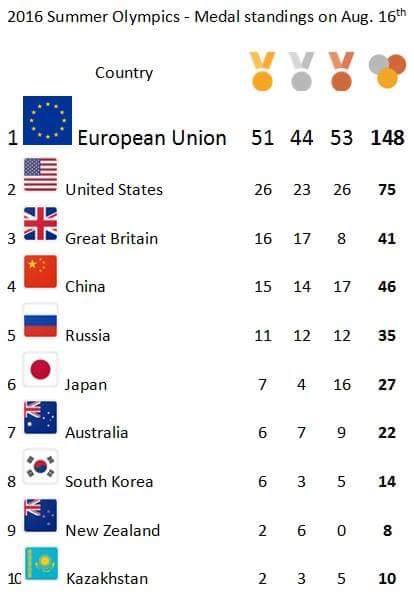 2016 Summer Olympics - Medal standings on Aug. 16th
Country
1 European Union 51 44 53 148
2 United States 26 23 26 75
3 Great Britain 16 17 8 41
4 China 15 14 17 46
5 Russia 11 12 12 35
6 Japan 7 4 16 27
7 Australia 6 7 9 22
8 South Korea 6 3 5 14
9 New Zealand 2 6 0 8
10 Kazakhstan 2 3 5 10